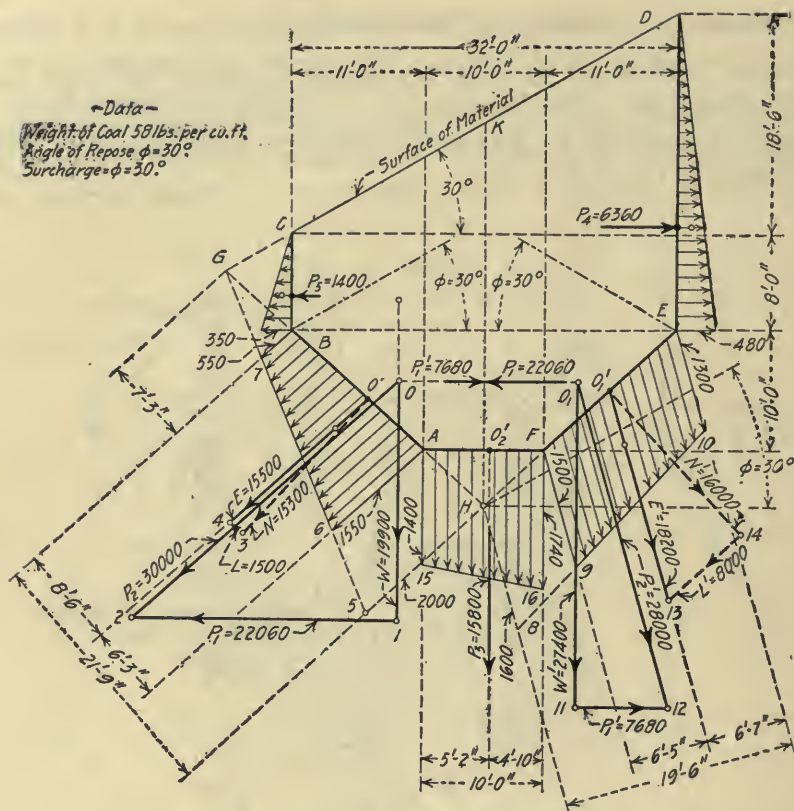 D
32'-0"
11'-0"
10'-0"
11'-0"
-Data-
Weight of Coal 58 lbs. per cu. ft.
Angle of Repose φ=30°
Surcharge=φ=30°
Surface of Material
K
30°
18'-6"
C
P4=6360
G
P5=1400
φ=30°
φ=30°
8'-0"
350
550
B
E
480
7
1300
7'-3"
P1'=7680
P1=22060
O'
O
O1
O1'
O2'
A
F
10'-0"
10
φ=30°
H
1500
N'=16000
E=15500
N=15300
4
3
L=1500
6
1550
1400
W=19900
1740
14
E'=18200
L'=8000
P2=30000
15
16
9
8
13
P2'=28000
2000
5
2
P1=22060
1
P3=15800
1600
W'=27400
8'-6"
6'-3"
21'-9"
11
12
P1'=7680
5'-2"
4'-10"
10'-0"
6'-5"
6'-7"
19'-6"